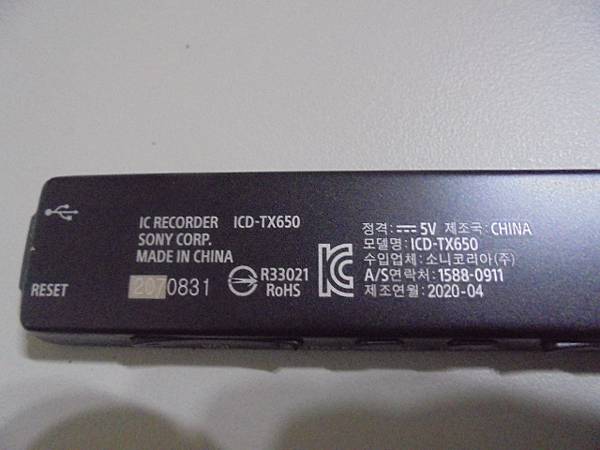 IC RECORDER ICD-TX650
SONY CORP.
MADE IN CHINA
2070831
R33021
RoHS
RESET
정격: ⎓ 5V 제조국: CHINA
모델명: ICD-TX650
수입업체: 소니코리아(주)
A/S연락처: 1588-0911
제조연월: 2020-04